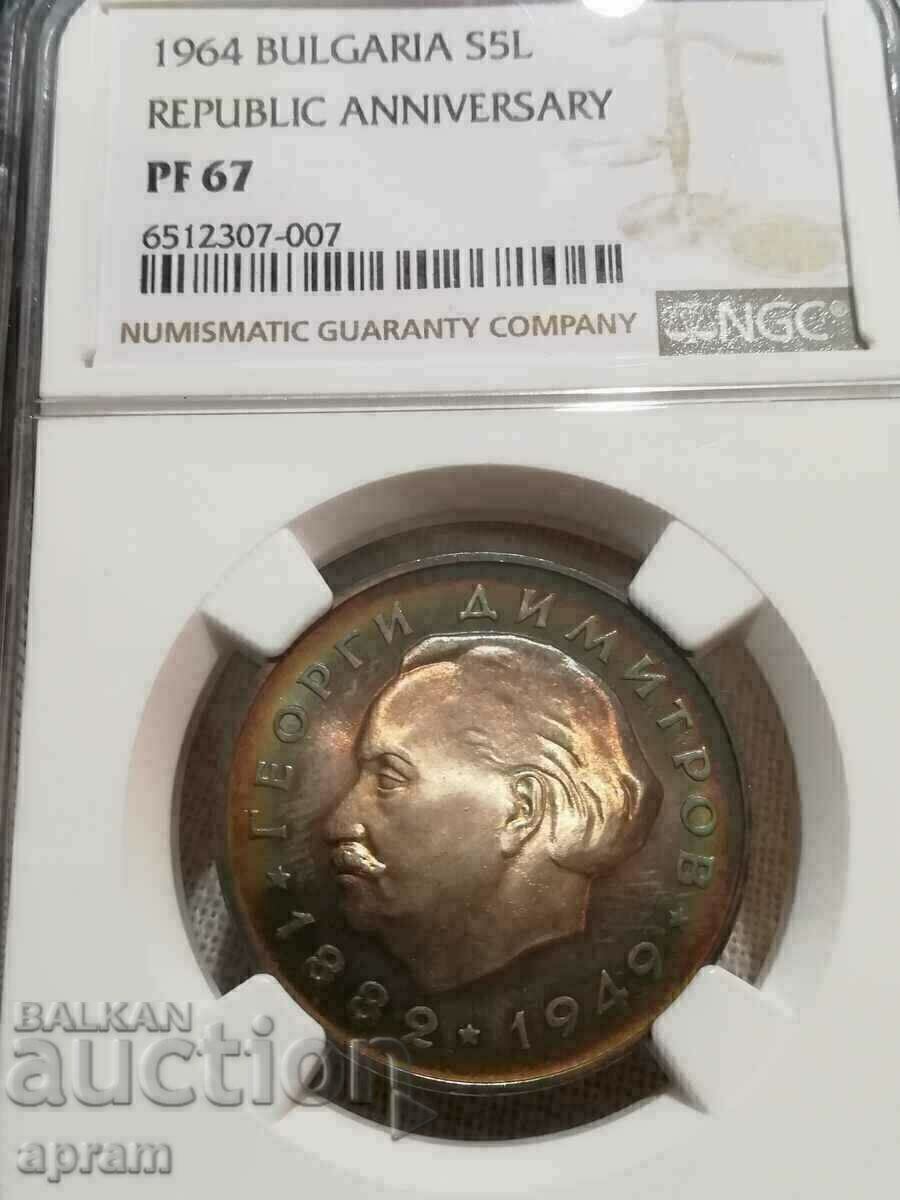 1964 BULGARIA S5L
REPUBLIC ANNIVERSARY
PF 67
6512307-007
NUMISMATIC GUARANTY COMPANY
NGC
ГЕОРГИ ДИМИТРОВ
1882 1949
BALKAN
auction
apram